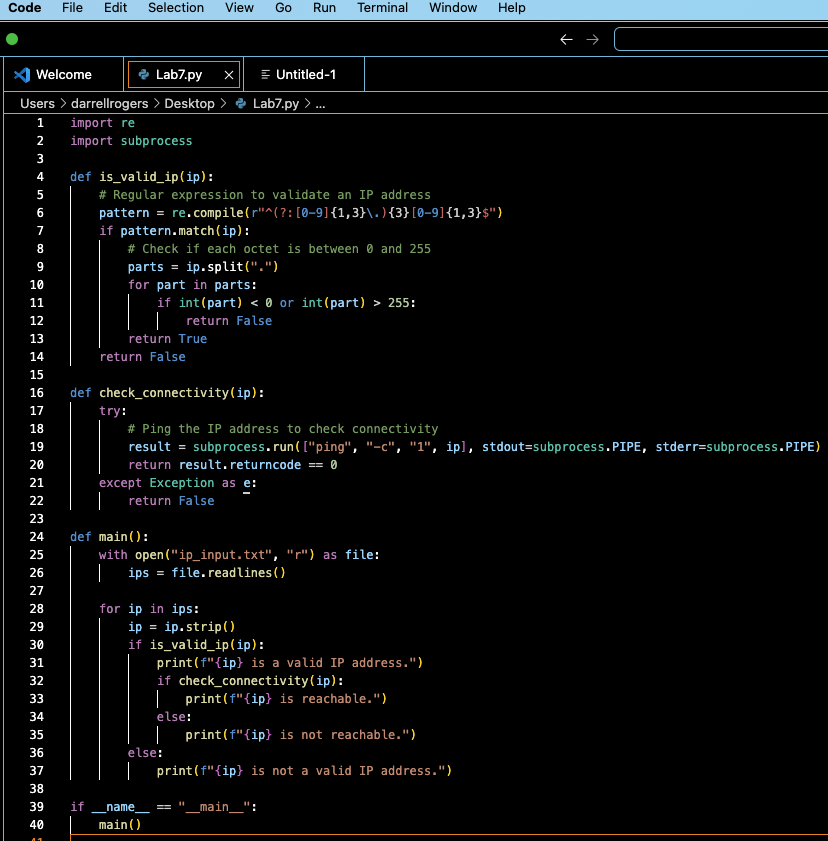 Code File Edit Selection View Go Run Terminal Window Help
Welcome Lab7.py Untitled-1
Users > darrellrogers > Desktop > Lab7.py > ...
1 import re
2 import subprocess
3
4 def is_valid_ip(ip):
5     # Regular expression to validate an IP address
6     pattern = re.compile(r"^(?:[0-9]{1,3}\.){3}[0-9]{1,3}$")
7     if pattern.match(ip):
8         # Check if each octet is between 0 and 255
9         parts = ip.split(".")
10         for part in parts:
11             if int(part) < 0 or int(part) > 255:
12                 return False
13         return True
14     return False
15
16 def check_connectivity(ip):
17     try:
18         # Ping the IP address to check connectivity
19         result = subprocess.run(["ping", "-c", "1", ip], stdout=subprocess.PIPE, stderr=subprocess.PIPE)
20         return result.returncode == 0
21     except Exception as e:
22         return False
23
24 def main():
25     with open("ip_input.txt", "r") as file:
26         ips = file.readlines()
27
28     for ip in ips:
29         ip = ip.strip()
30         if is_valid_ip(ip):
31             print(f"{ip} is a valid IP address.")
32             if check_connectivity(ip):
33                 print(f"{ip} is reachable.")
34             else:
35                 print(f"{ip} is not reachable.")
36         else:
37             print(f"{ip} is not a valid IP address.")
38
39 if __name__ == "__main__":
40     main()
41